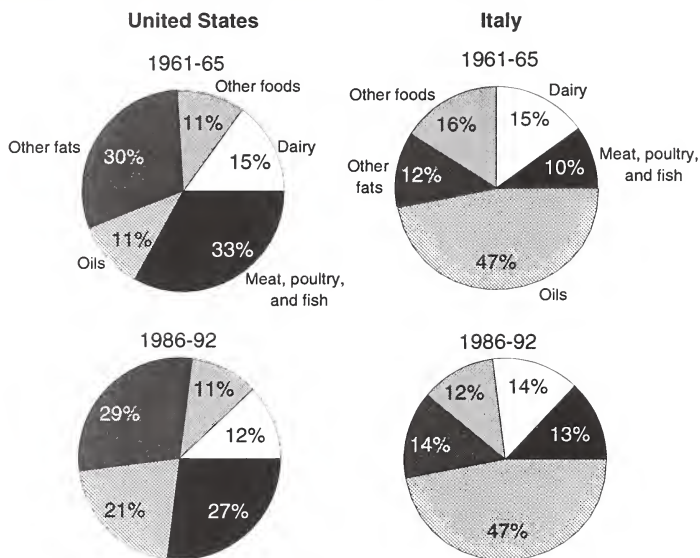 United States
Italy
1961-65
Other foods
11%
Dairy
15%
Other fats
30%
11%
Oils
33%
Meat, poultry,
and fish
1961-65
Other foods
16%
Dairy
15%
Other
fats
12%
10%
Meat, poultry,
and fish
47%
Oils
1986-92
11%
29%
12%
21%
27%
1986-92
12%
14%
14%
13%
47%